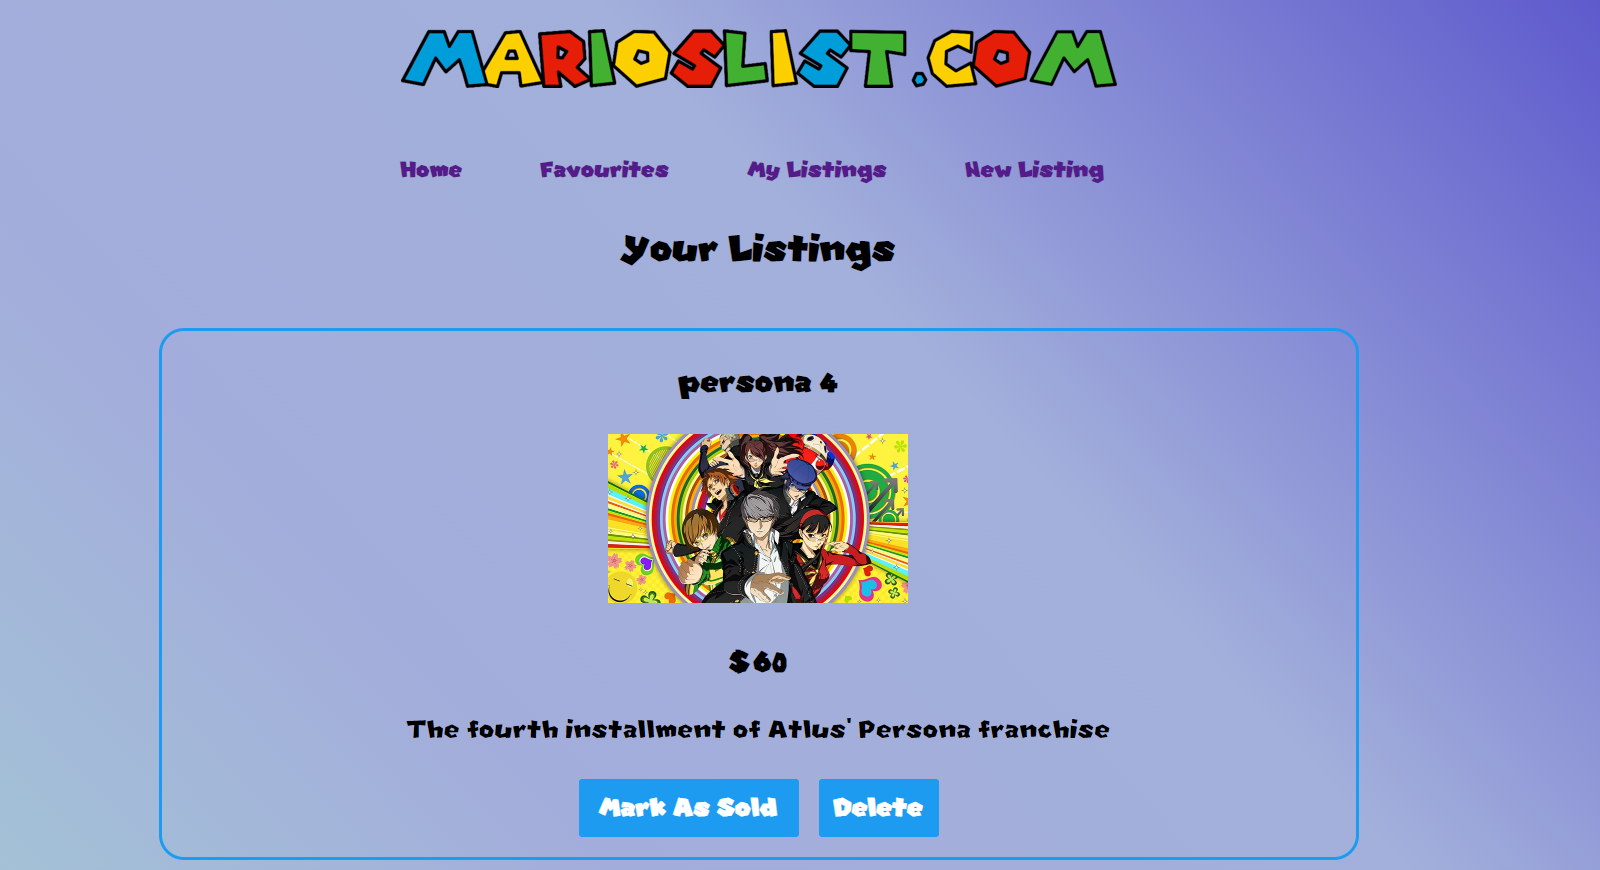 MARIOSLIST.COM
Home Favourites My Listings New Listing
Your Listings
persona 4
$60
The fourth installment of Atlus' Persona franchise
Mark As Sold Delete